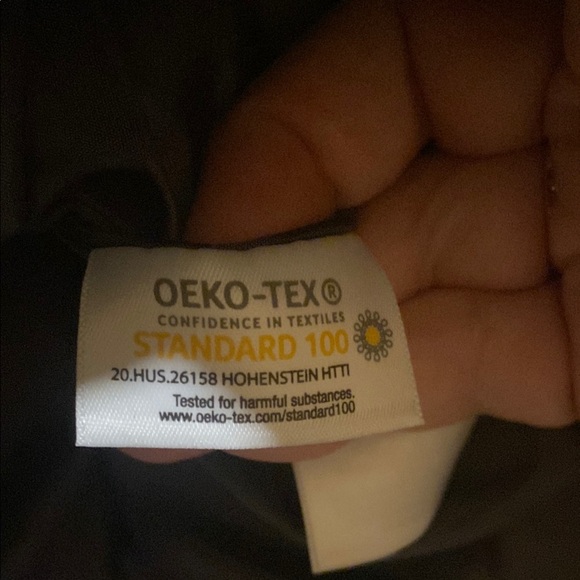 OEKO-TEX®
CONFIDENCE IN TEXTILES
STANDARD 100
20.HUS.26158 HOHENSTEIN HTTI
Tested for harmful substances.
www.oeko-tex.com/standard100